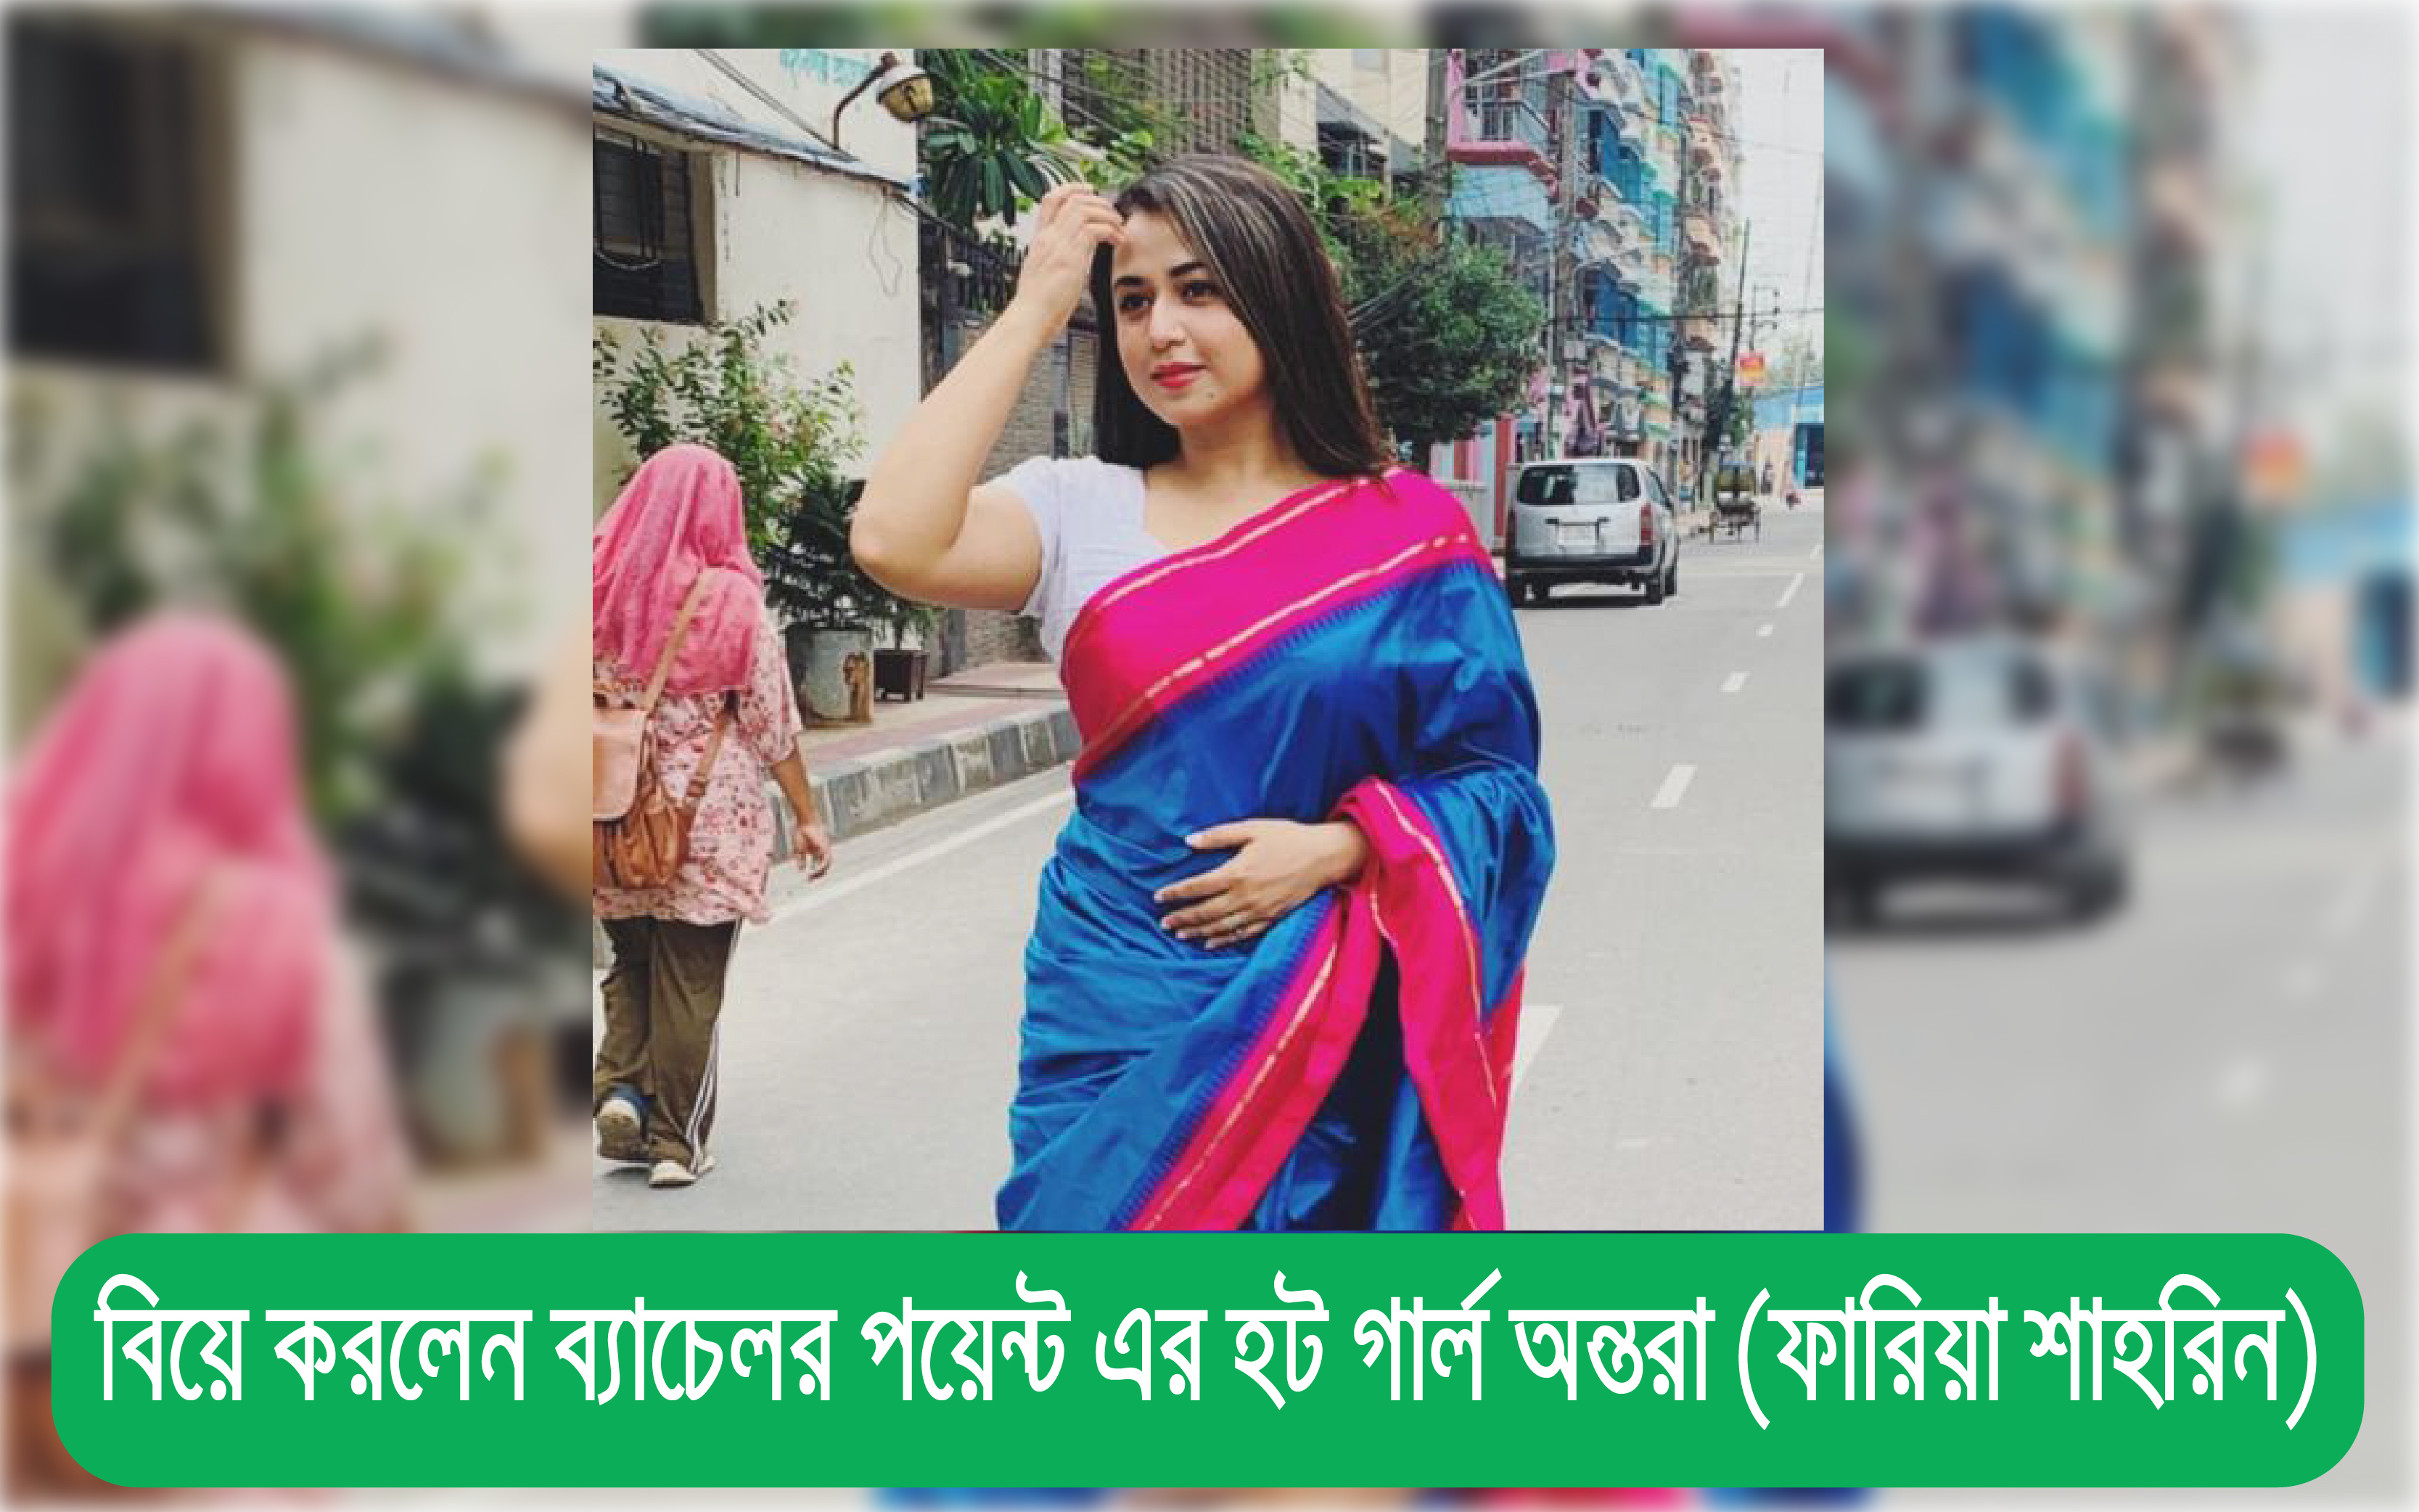 বিয়ে করলেন ব্যাচেলর পয়েন্ট এর হট গার্ল অন্তরা (ফারিয়া শাহরিন)